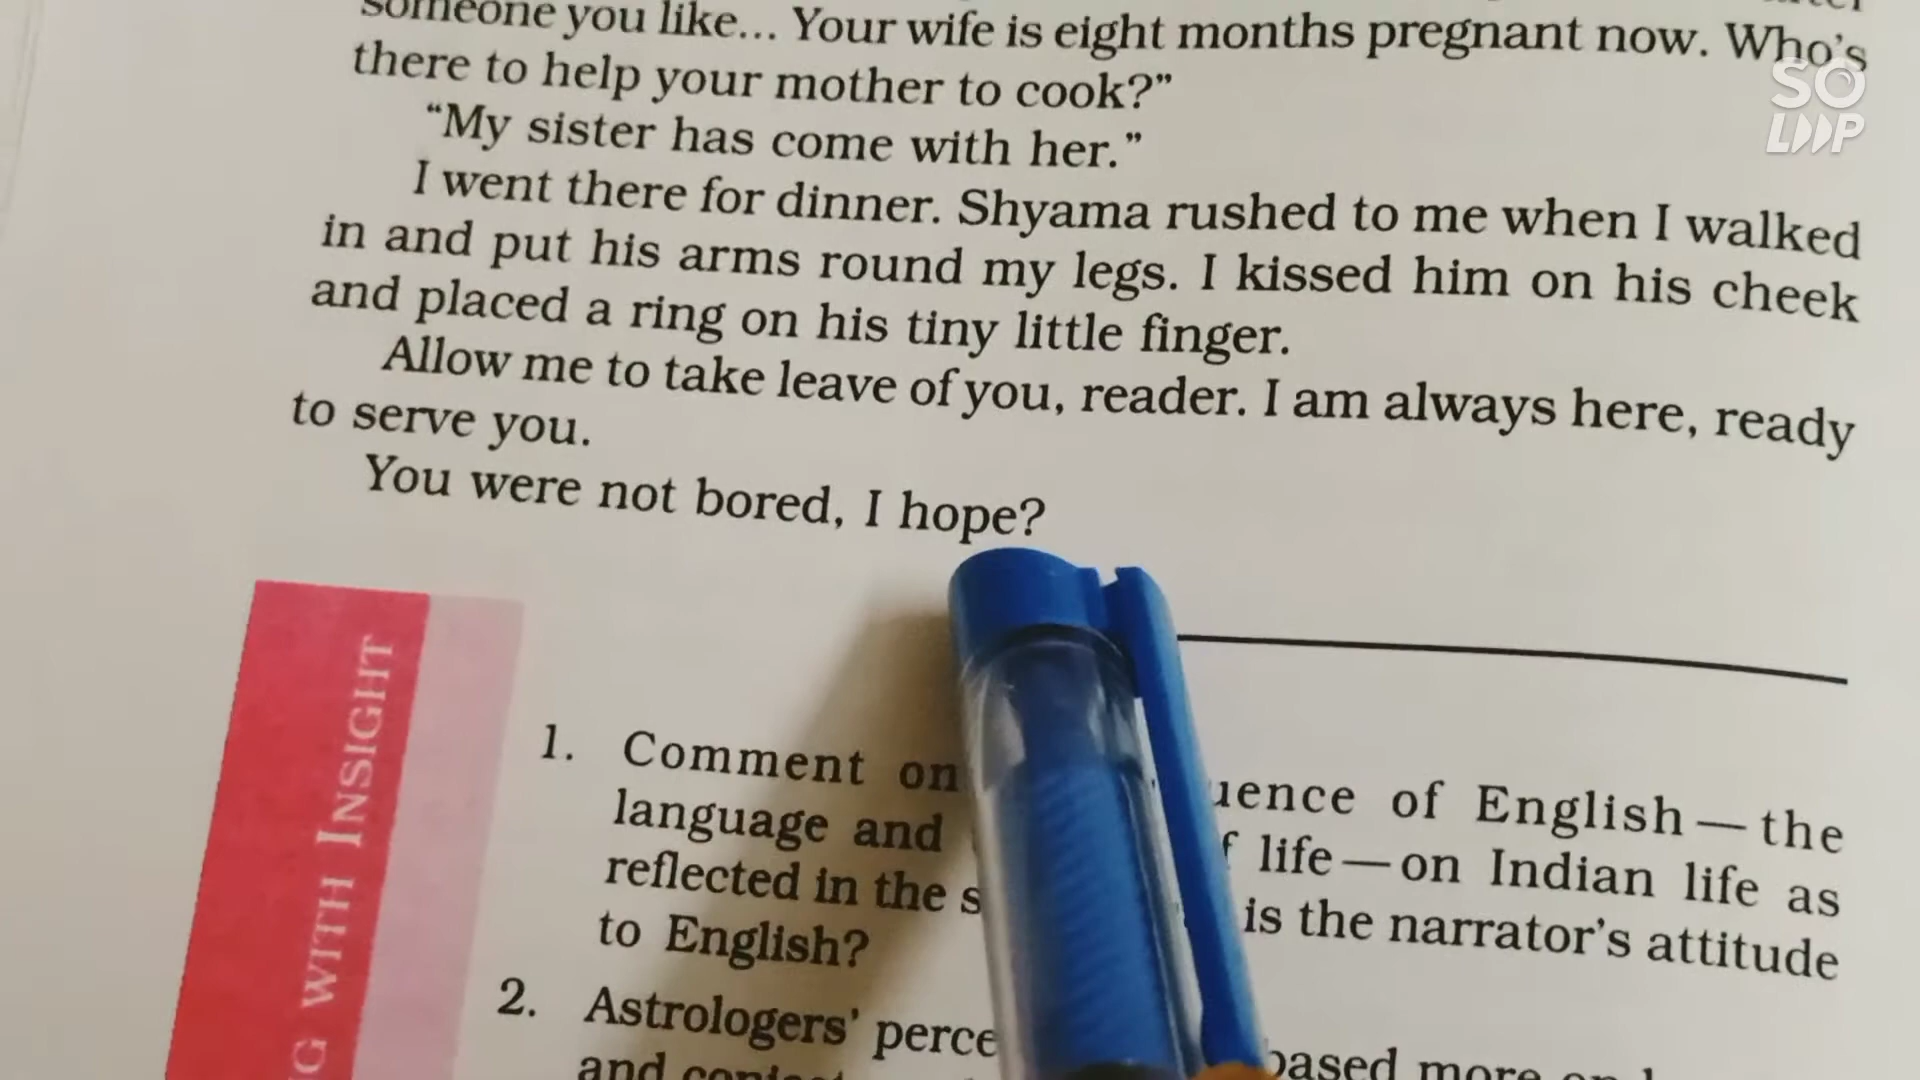 someone you like... Your wife is eight months pregnant now. Who's
there to help your mother to cook?"
"My sister has come with her."
I went there for dinner. Shyama rushed to me when I walked
in and put his arms round my legs. I kissed him on his cheek
and placed a ring on his tiny little finger.
Allow me to take leave of you, reader. I am always here, ready
to serve you.
You were not bored, I hope?
1. Comment on uence of English—the
language and life—on Indian life as
reflected in the s is the narrator's attitude
to English?
2. Astrologers' perce based more on
and
WITH INSIGHT
SO
LOOP